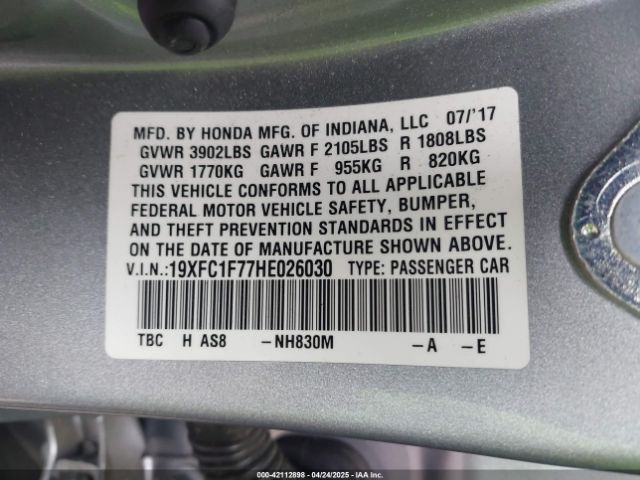 MFD. BY HONDA MFG. OF INDIANA, LLC 07/'17
GVWR 3902LBS GAWR F 2105LBS R 1808LBS
GVWR 1770KG GAWR F 955KG R 820KG
THIS VEHICLE CONFORMS TO ALL APPLICABLE
FEDERAL MOTOR VEHICLE SAFETY, BUMPER,
AND THEFT PREVENTION STANDARDS IN EFFECT
ON THE DATE OF MANUFACTURE SHOWN ABOVE.
V.I.N.:19XFC1F77HE026030 TYPE: PASSENGER CAR
TBC H AS8 -NH830M -A -E
000-42112898 - 04/24/2025 - IAA Inc.